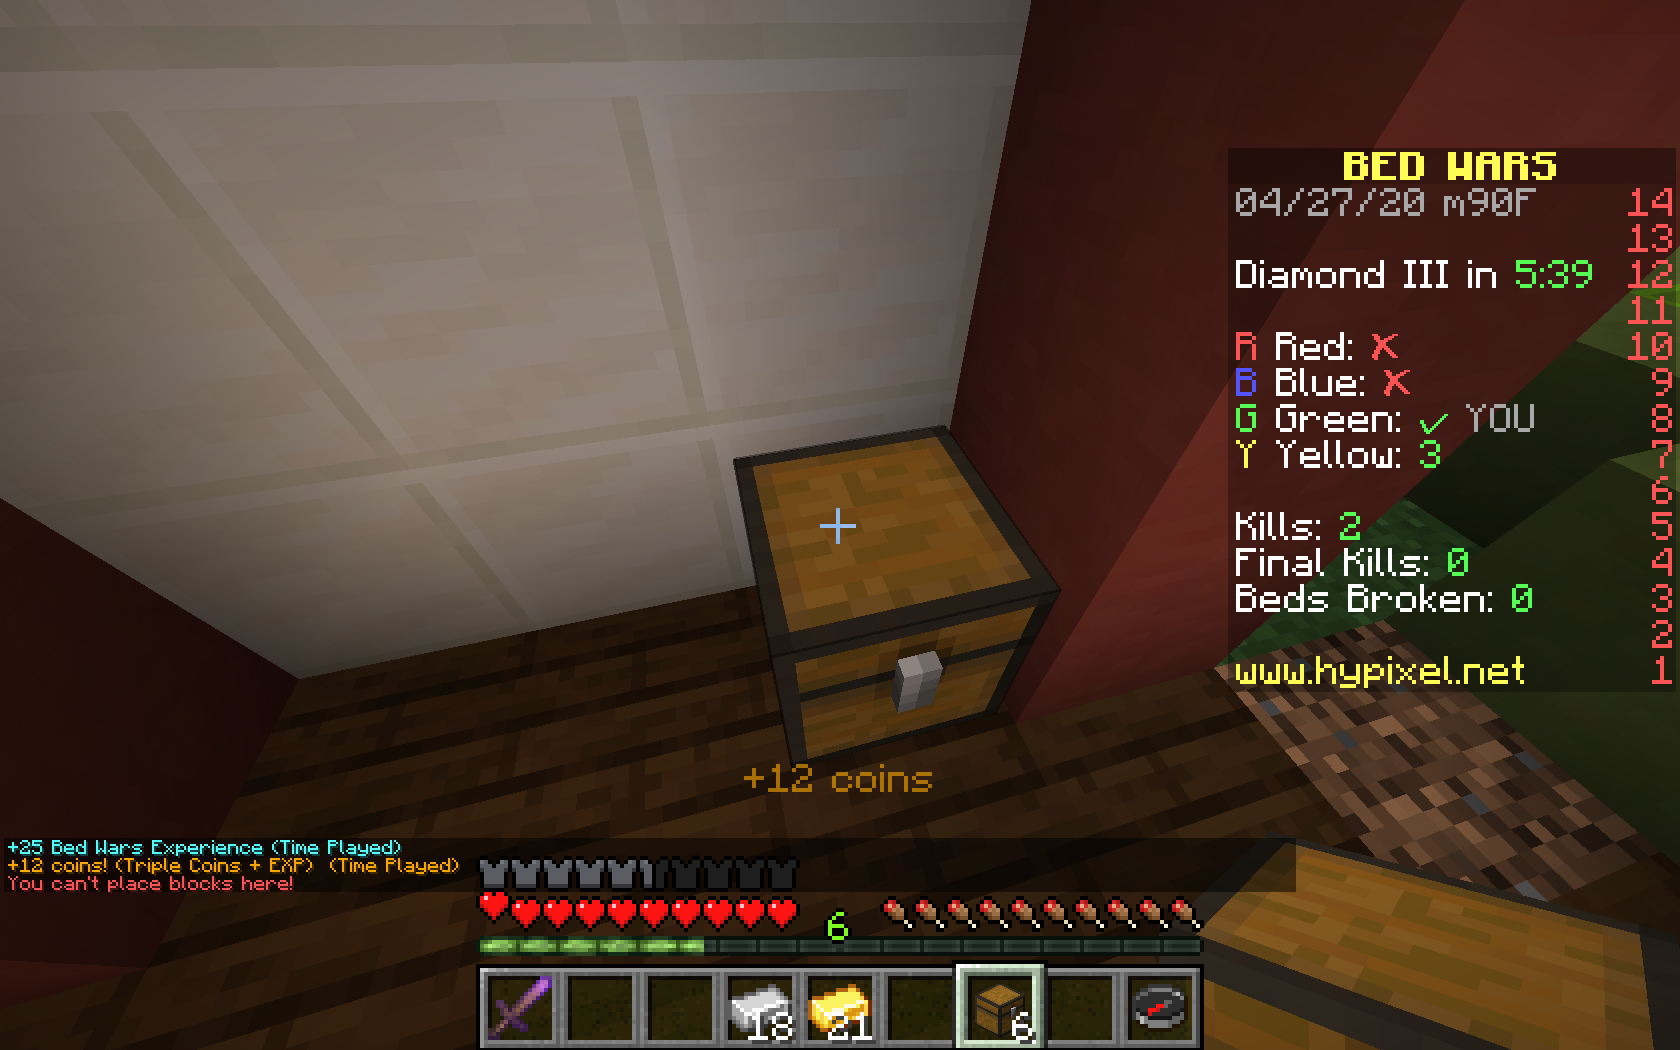 BED WARS
04/27/20 m90F 14
13
Diamond III in 5:39 12
11
R Red: ✗ 10
B Blue: ✗ 9
G Green: ✓ YOU 8
Y Yellow: 3 7
6
Kills: 2 5
Final Kills: 0 4
Beds Broken: 0 3
2
www.hypixel.net 1
+12 coins
+25 Bed Wars Experience (Time Played)
+12 coins! (Triple Coins + EXP) (Time Played)
You can't place blocks here!
6
18 21 6